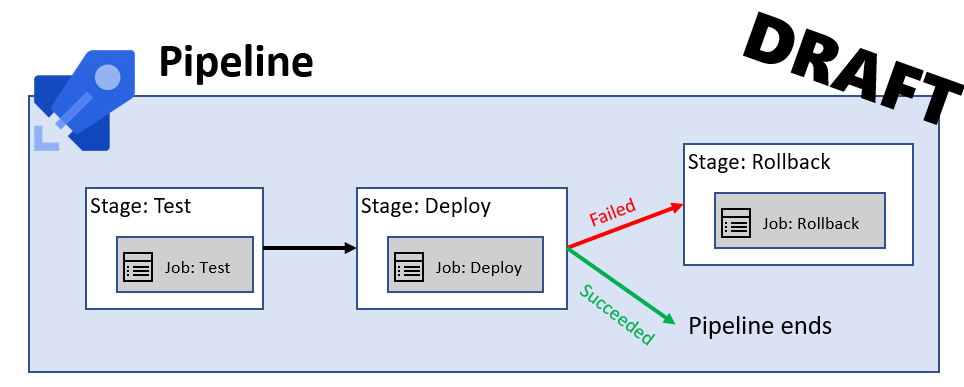 Pipeline
DRAFT
Stage: Test
Job: Test
Stage: Deploy
Job: Deploy
Failed
Succeeded
Stage: Rollback
Job: Rollback
Pipeline ends